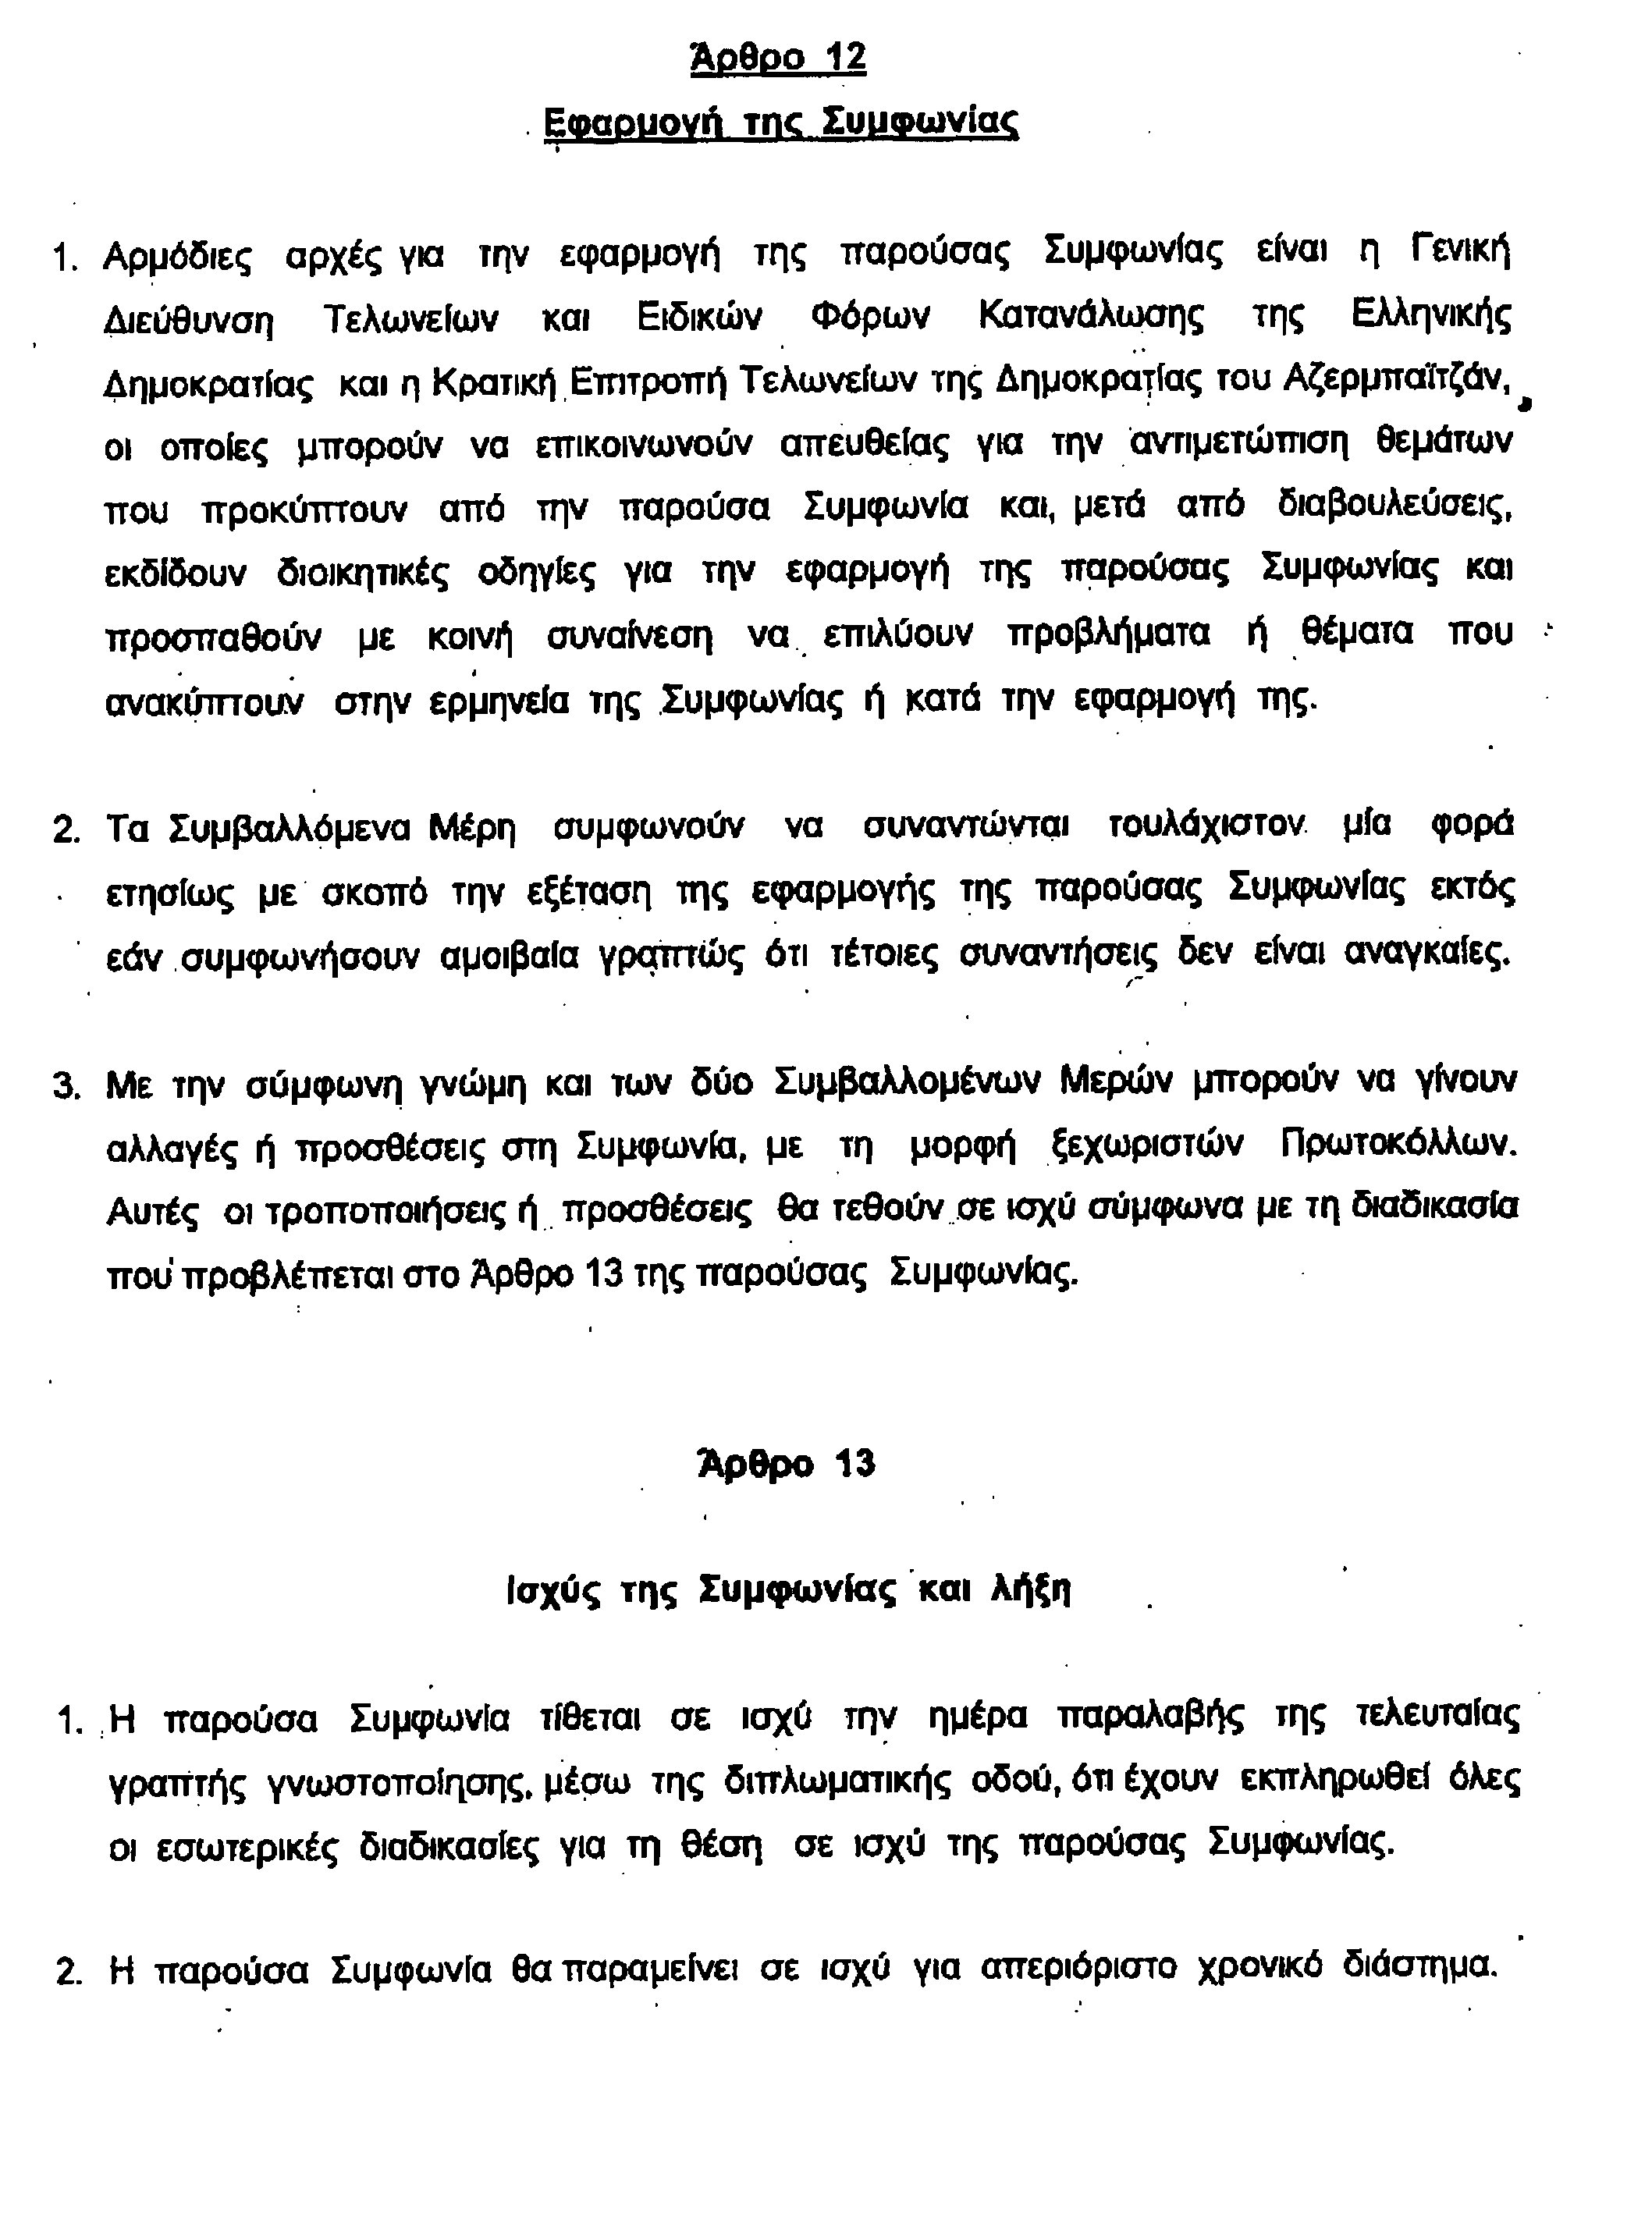 Άρθρο 12
Εφαρμογή της Συμφωνίας
1. Αρμόδιες αρχές για την εφαρμογή της παρούσας Συμφωνίας είναι η Γενική
Διεύθυνση Τελωνείων και Ειδικών Φόρων Κατανάλωσης της Ελληνικής
Δημοκρατίας και η Κρατική Επιτροπή Τελωνείων της Δημοκρατίας του Αζερμπαϊτζάν,
οι οποίες μπορούν να επικοινωνούν απευθείας για την αντιμετώπιση θεμάτων
που προκύπτουν από την παρούσα Συμφωνία και, μετά από διαβουλεύσεις,
εκδίδουν διοικητικές οδηγίες για την εφαρμογή της παρούσας Συμφωνίας και
προσπαθούν με κοινή συναίνεση να επιλύουν προβλήματα ή θέματα που
ανακύπτουν στην ερμηνεία της Συμφωνίας ή κατά την εφαρμογή της.
2. Τα Συμβαλλόμενα Μέρη συμφωνούν να συναντώνται τουλάχιστον μία φορά
ετησίως με σκοπό την εξέταση της εφαρμογής της παρούσας Συμφωνίας εκτός
εάν συμφωνήσουν αμοιβαία γραπτώς ότι τέτοιες συναντήσεις δεν είναι αναγκαίες.
3. Με την σύμφωνη γνώμη και των δύο Συμβαλλομένων Μερών μπορούν να γίνουν
αλλαγές ή προσθέσεις στη Συμφωνία, με τη μορφή ξεχωριστών Πρωτοκόλλων.
Αυτές οι τροποποιήσεις ή προσθέσεις θα τεθούν σε ισχύ σύμφωνα με τη διαδικασία
που προβλέπεται στο Άρθρο 13 της παρούσας Συμφωνίας.
Άρθρο 13
Ισχύς της Συμφωνίας και λήξη
1. Η παρούσα Συμφωνία τίθεται σε ισχύ την ημέρα παραλαβής της τελευταίας
γραπτής γνωστοποίησης, μέσω της διπλωματικής οδού, ότι έχουν εκπληρωθεί όλες
οι εσωτερικές διαδικασίες για τη θέση σε ισχύ της παρούσας Συμφωνίας.
2. Η παρούσα Συμφωνία θα παραμείνει σε ισχύ για απεριόριστο χρονικό διάστημα.